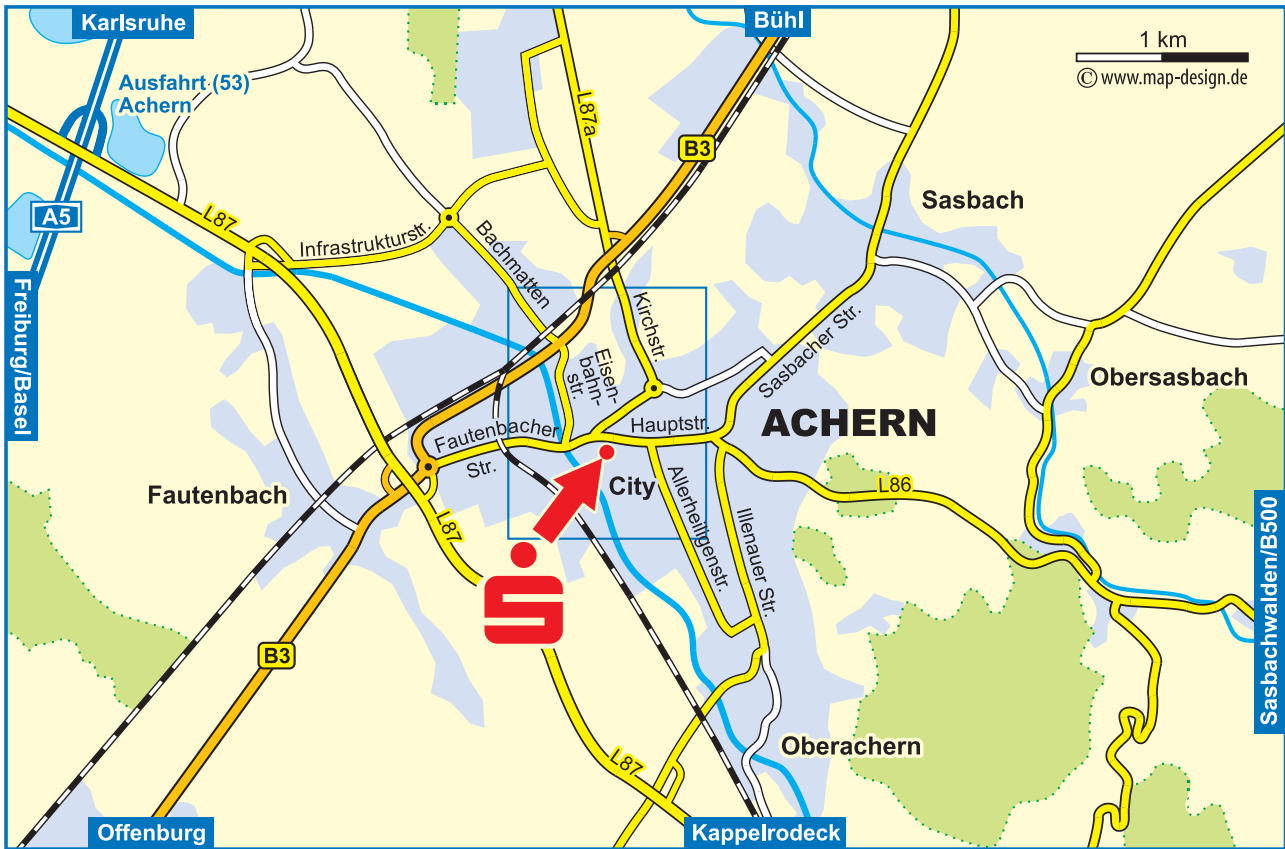 Karlsruhe
Bühl
1 km
© www.map-design.de
Ausfahrt (53)
Achern
L87a
B3
A5
L87
Sasbach
Infrastrukturstr.
Bachmatten
Freiburg/Basel
Kirchstr.
Eisen-
bahn-
str.
Sasbacher Str.
Obersasbach
ACHERN
Hauptstr.
Fautenbacher
Str.
Fautenbach
City
L86
L87
Allerheiligenstr.
Illenauer Str.
Sasbachwalden/B500
B3
Oberachern
L87
Offenburg
Kappelrodeck